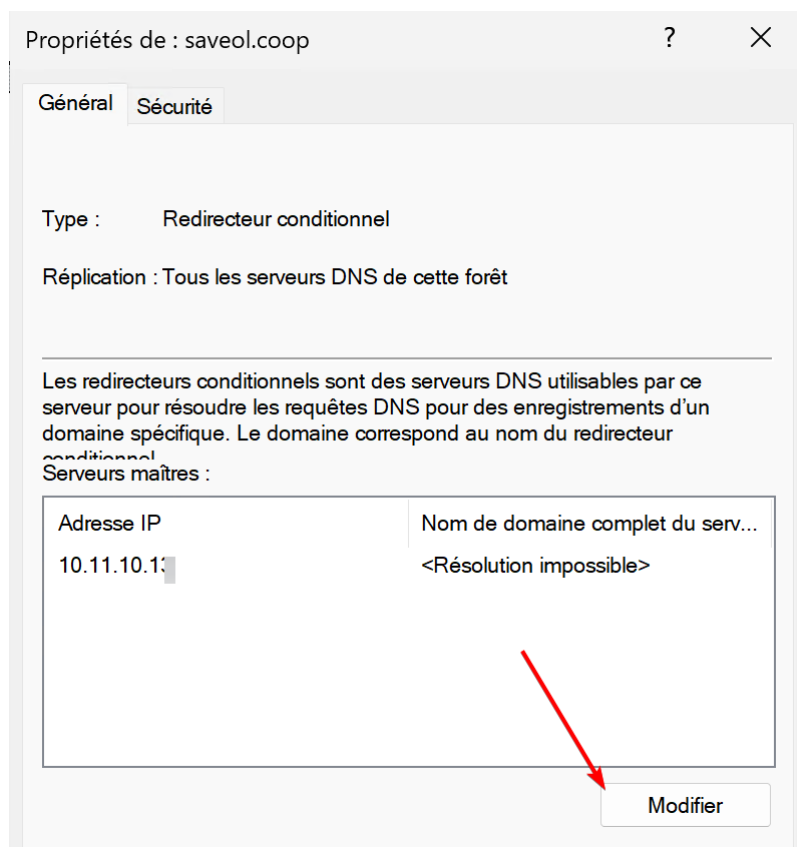 Propriétés de : saveol.coop ? X
Général Sécurité
Type : Redirecteur conditionnel
Réplication : Tous les serveurs DNS de cette forêt
Les redirecteurs conditionnels sont des serveurs DNS utilisables par ce
serveur pour résoudre les requêtes DNS pour des enregistrements d'un
domaine spécifique. Le domaine correspond au nom du redirecteur
Serveurs maîtres :
Adresse IP Nom de domaine complet du serv...
10.11.10. <Résolution impossible>
Modifier